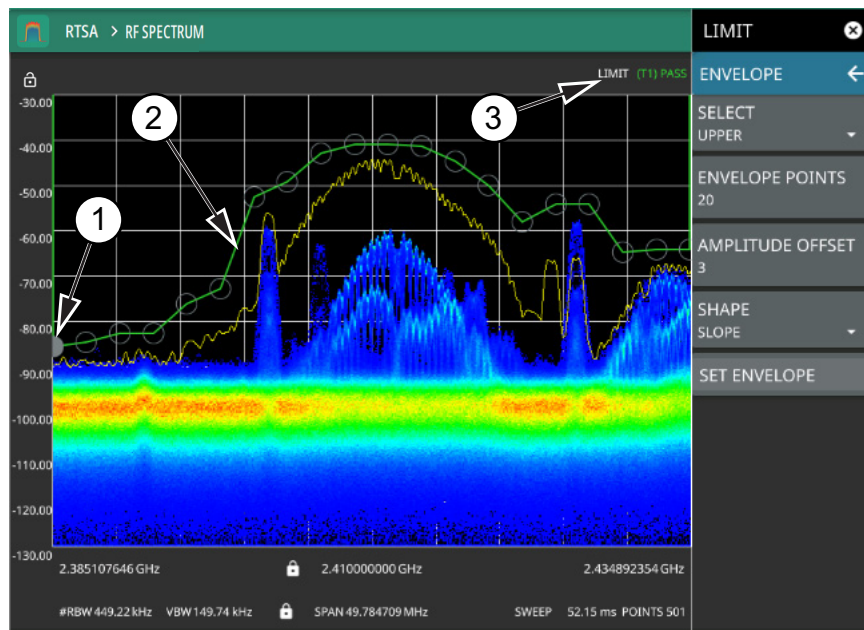 RTSA > RF SPECTRUM
LIMIT (T1) PASS
-30.00
-40.00
-50.00
-60.00
-70.00
-80.00
-90.00
-100.00
-110.00
-120.00
-130.00
1
2
3
2.385107646 GHz 2.410000000 GHz 2.434892354 GHz
#RBW 449.22 kHz VBW 149.74 kHz SPAN 49.784709 MHz SWEEP 52.15 ms POINTS 501
LIMIT
ENVELOPE
SELECT
UPPER
ENVELOPE POINTS
20
AMPLITUDE OFFSET
3
SHAPE
SLOPE
SET ENVELOPE